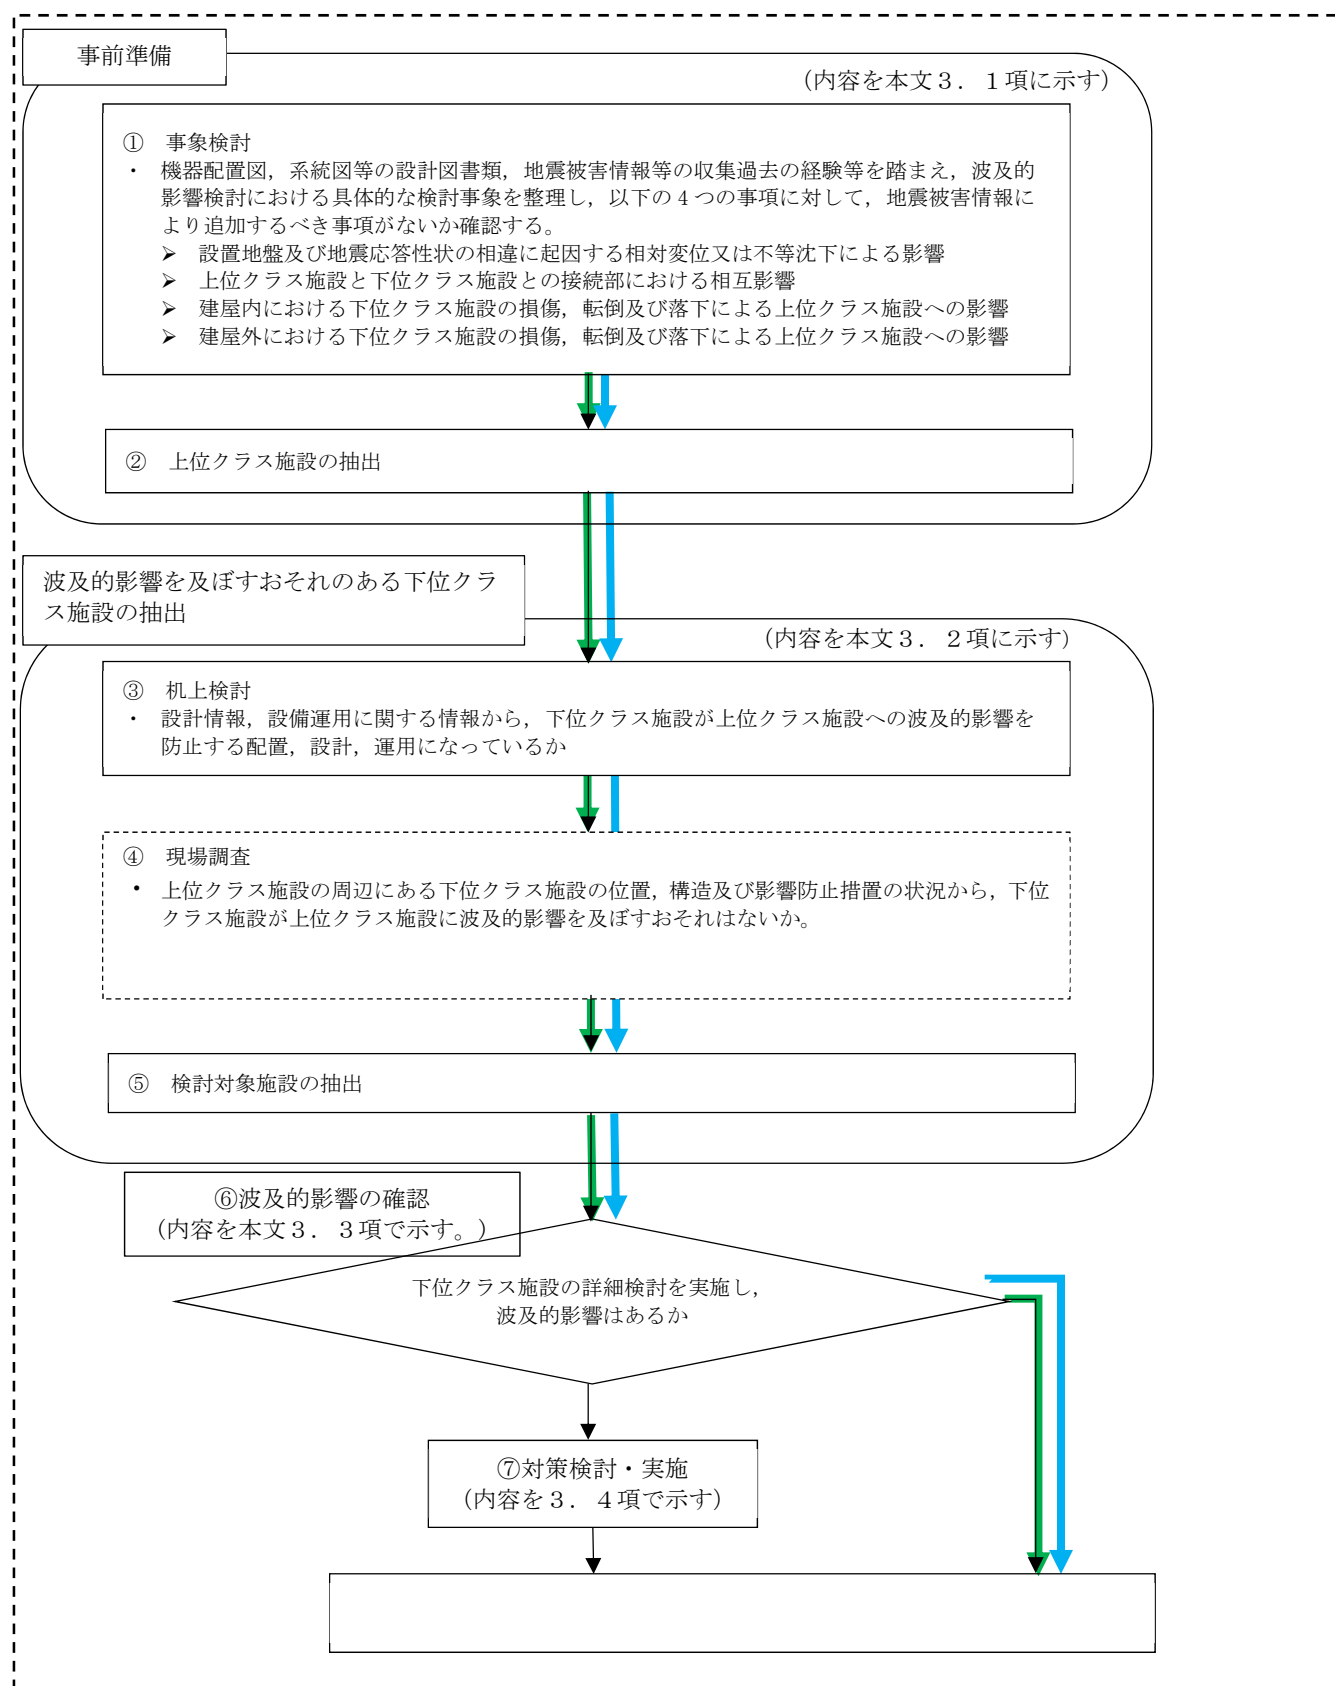 事前準備
（内容を本文３．１項に示す）
① 事象検討
・ 機器配置図，系統図等の設計図書類，地震被害情報等の収集過去の経験等を踏まえ，波及的
影響検討における具体的な検討事象を整理し，以下の 4 つの事項に対して，地震被害情報に
より追加するべき事項がないか確認する。
➢ 設置地盤及び地震応答性状の相違に起因する相対変位又は不等沈下による影響
➢ 上位クラス施設と下位クラス施設との接続部における相互影響
➢ 建屋内における下位クラス施設の損傷，転倒及び落下による上位クラス施設への影響
➢ 建屋外における下位クラス施設の損傷，転倒及び落下による上位クラス施設への影響
② 上位クラス施設の抽出
波及的影響を及ぼすおそれのある下位クラ
ス施設の抽出
（内容を本文３．２項に示す）
③ 机上検討
・ 設計情報，設備運用に関する情報から，下位クラス施設が上位クラス施設への波及的影響を
防止する配置，設計，運用になっているか
④ 現場調査
・ 上位クラス施設の周辺にある下位クラス施設の位置，構造及び影響防止措置の状況から，下位
クラス施設が上位クラス施設に波及的影響を及ぼすおそれはないか。
⑤ 検討対象施設の抽出
⑥波及的影響の確認
（内容を本文３．３項で示す。）
下位クラス施設の詳細検討を実施し，
波及的影響はあるか
⑦対策検討・実施
（内容を３．４項で示す）